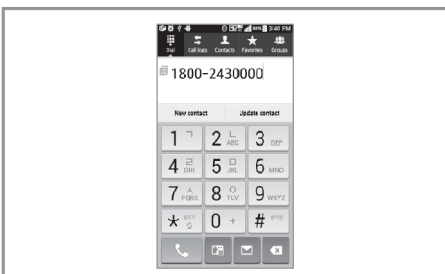 3:40 PM
Dial Call logs Contacts Favorites Groups
1800-2430000
New contact Update contact
1 ㄱ 2 ㄴ ABC 3 DEF
4 ㄹ GHI 5 ㅁ JKL 6 MNO
7 ㅅ PQRS 8 ㅇ TUV 9 WXYZ
* 0 + #